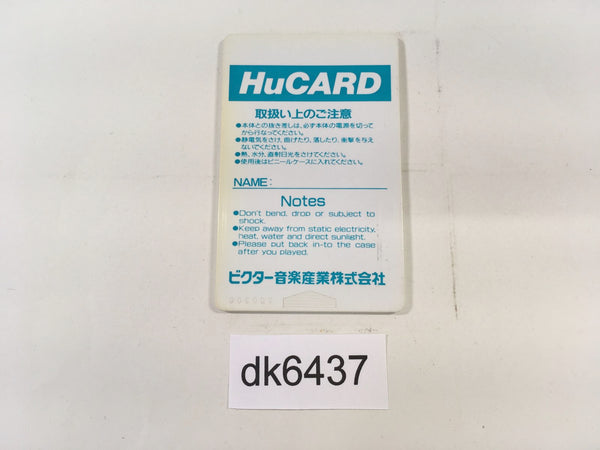 HuCARD
取扱い上のご注意
●本体との抜き差しは、必ず本体の電源を切って
から行なってください。
●静電気をさけ、曲げたり、落したり、衝撃を与え
ないでください。
●熱、水分、直射日光をさけてください。
●使用後はビニールケースに入れてください。
NAME:
Notes
●Don't bend, drop or subject to
shock.
●Keep away from static electricity,
heat, water and direct sunlight.
●Please put back in-to the case
after you played.
ビクター音楽産業株式会社
dk6437